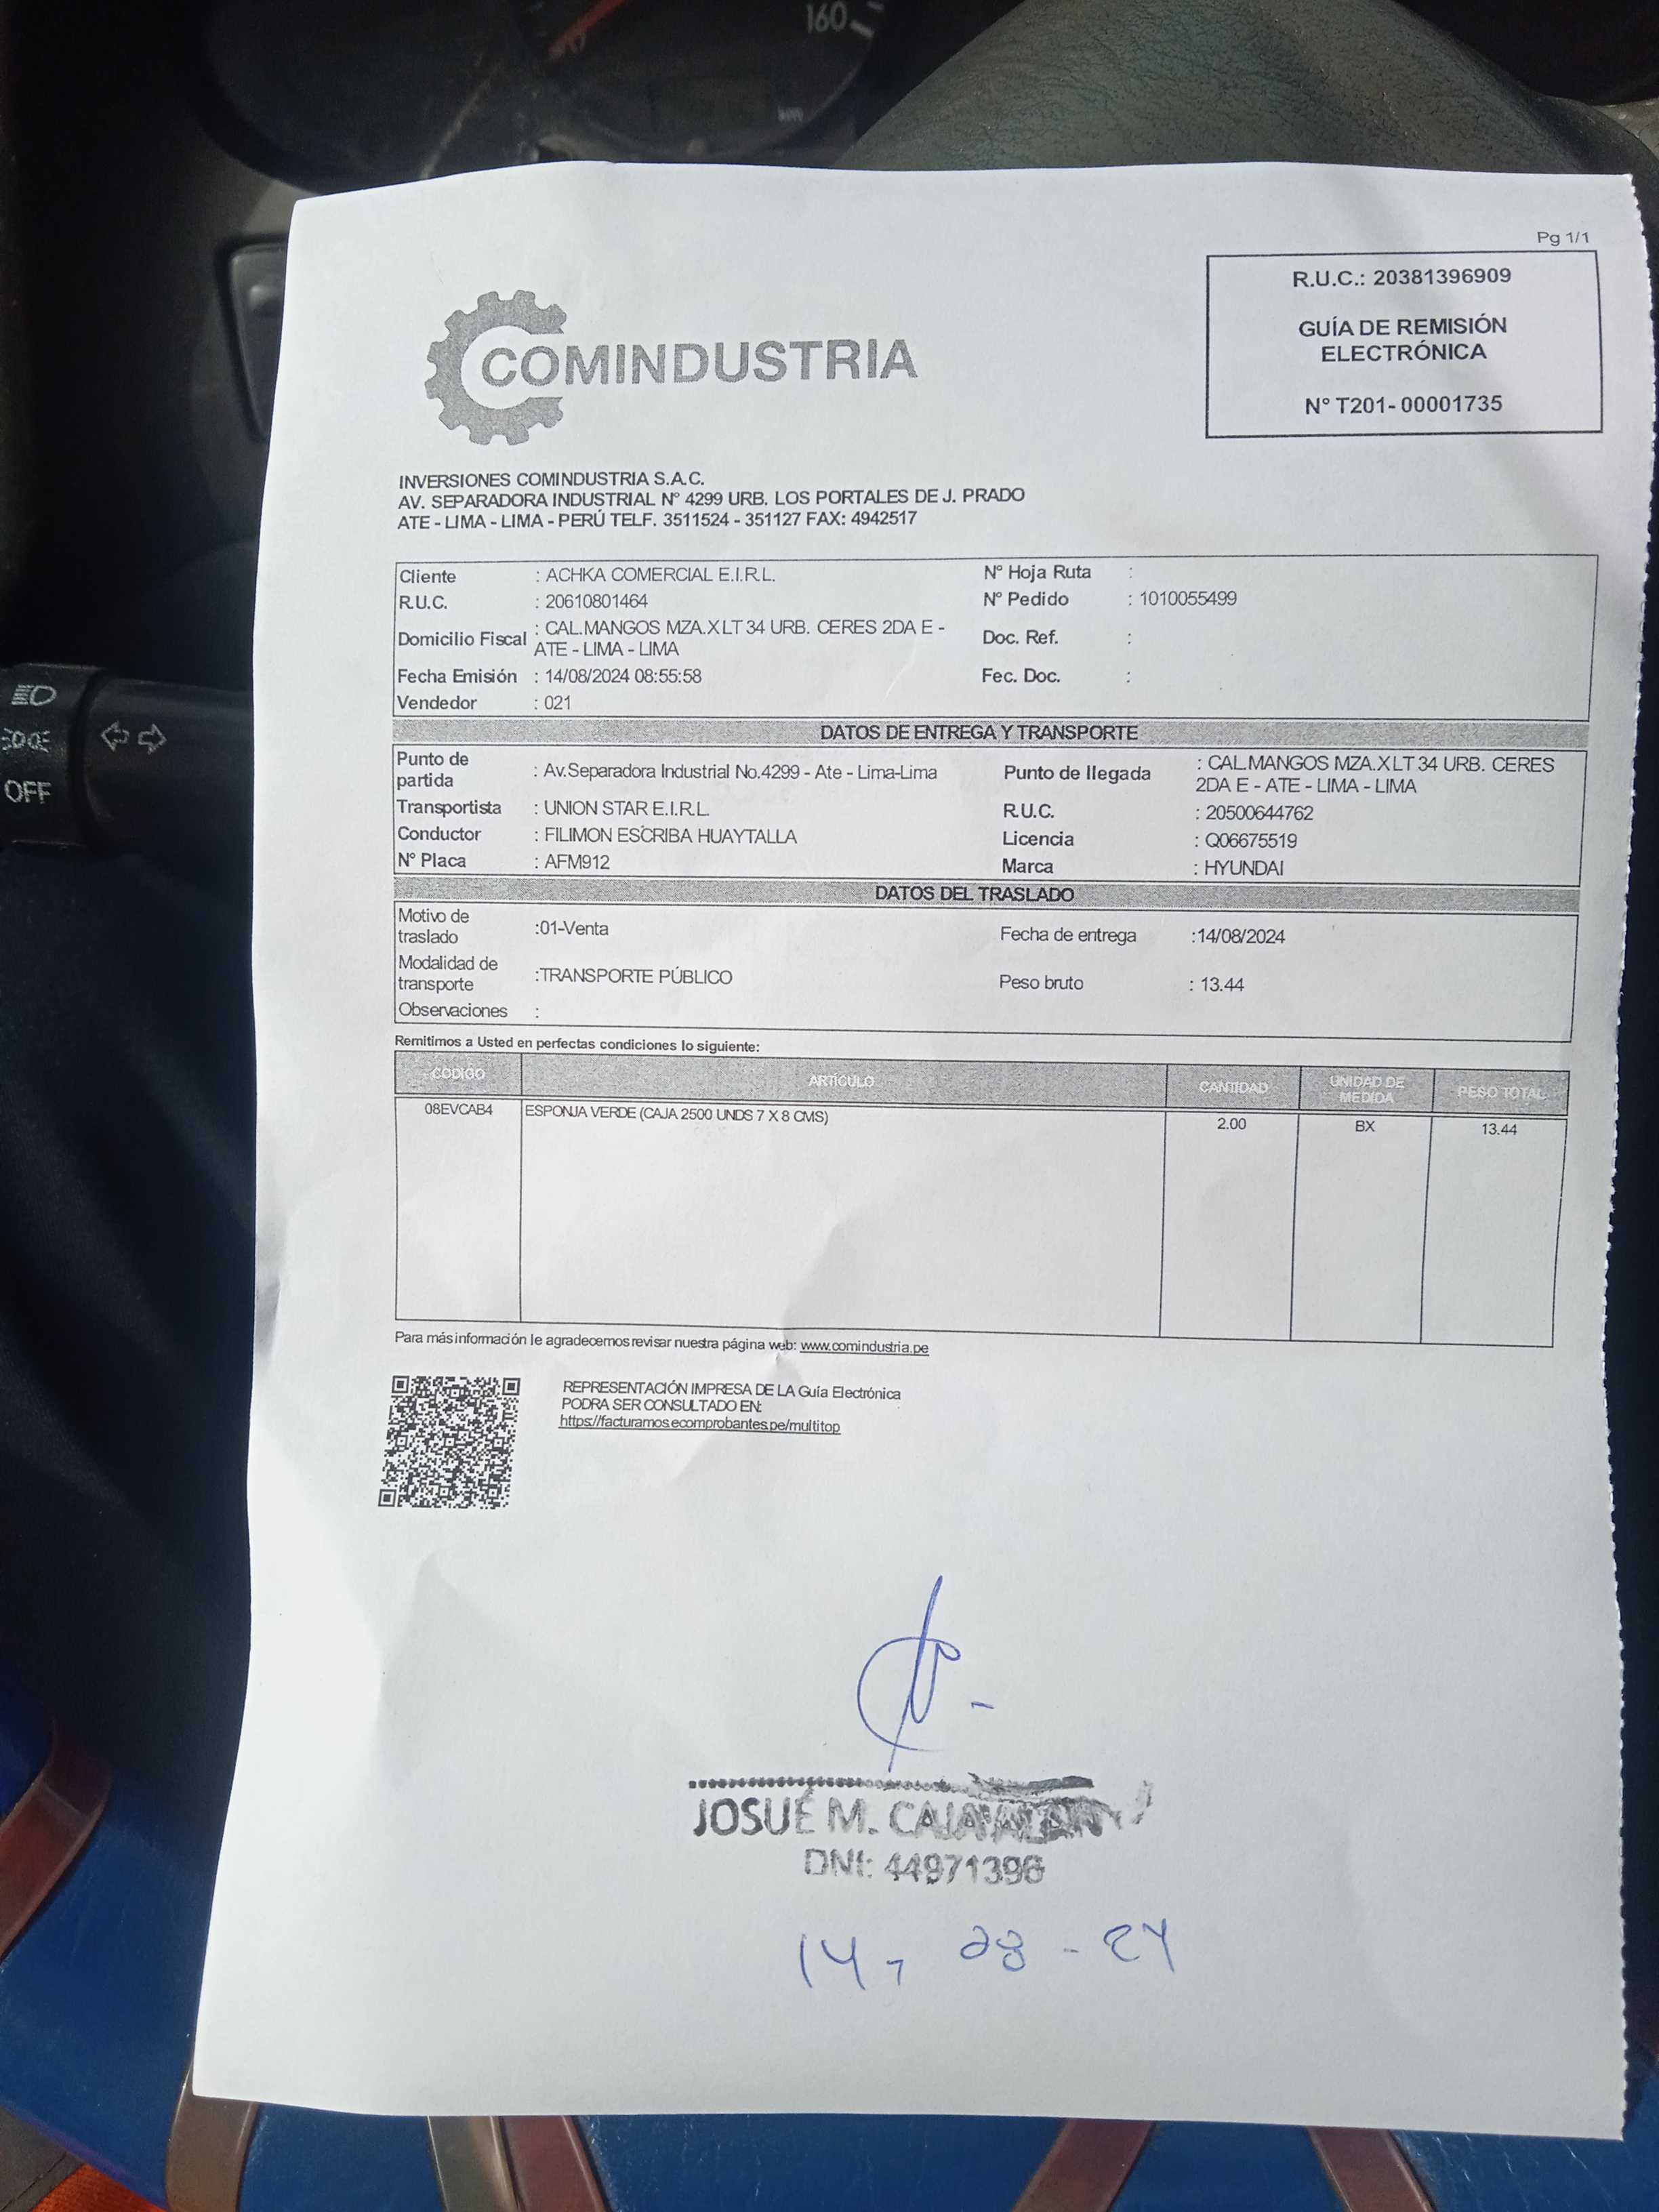 160
km
Pg 1/1
R.U.C.: 20381396909
GUÍA DE REMISIÓN
ELECTRÓNICA
N° T201- 00001735
COMINDUSTRIA
INVERSIONES COMINDUSTRIA S.A.C.
AV. SEPARADORA INDUSTRIAL N° 4299 URB. LOS PORTALES DE J. PRADO
ATE - LIMA - LIMA - PERÚ TELF. 3511524 - 351127 FAX: 4942517
Cliente : ACHKA COMERCIAL E.I.R.L. N° Hoja Ruta :
R.U.C. : 20610801464 N° Pedido : 1010055499
Domicilio Fiscal : CAL.MANGOS MZA.X LT 34 URB. CERES 2DA E - ATE - LIMA - LIMA Doc. Ref. :
Fecha Emisión : 14/08/2024 08:55:58 Fec. Doc. :
Vendedor : 021
DATOS DE ENTREGA Y TRANSPORTE
Punto de partida : Av.Separadora Industrial No.4299 - Ate - Lima-Lima Punto de llegada : CAL.MANGOS MZA.X LT 34 URB. CERES 2DA E - ATE - LIMA - LIMA
Transportista : UNION STAR E.I.R.L. R.U.C. : 20500644762
Conductor : FILIMON ESCRIBA HUAYTALLA Licencia : Q06675519
N° Placa : AFM912 Marca : HYUNDAI
DATOS DEL TRASLADO
Motivo de traslado :01-Venta Fecha de entrega :14/08/2024
Modalidad de transporte :TRANSPORTE PÚBLICO Peso bruto : 13.44
Observaciones :
Remitimos a Usted en perfectas condiciones lo siguiente:
CODIGO ARTÍCULO CANTIDAD UNIDAD DE MEDIDA PESO TOTAL
08EVCAB4 ESPONJA VERDE (CAJA 2500 UNDS 7 X 8 CMS) 2.00 BX 13.44
Para más información le agradecemos revisar nuestra página web: www.comindustria.pe
REPRESENTACIÓN IMPRESA DE LA Guía Electrónica
PODRA SER CONSULTADO EN:
https://facturamos.ecomprobantes.pe/multitop
JOSUÉ M.
DNI: 44971396
14, 08 - 24
OFF